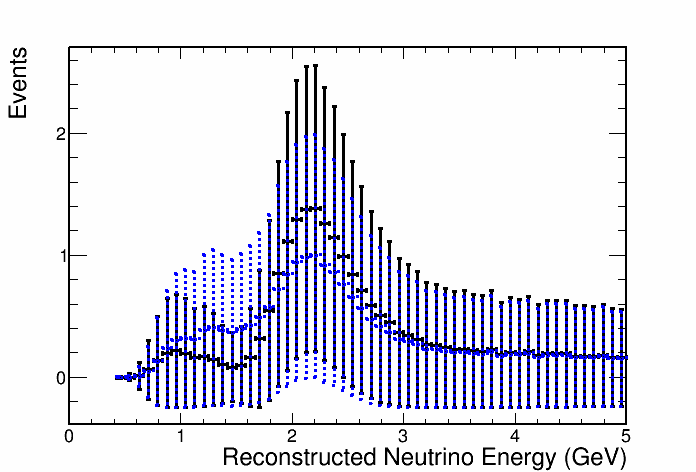 Events
2
1
0
0 1 2 3 4 5
Reconstructed Neutrino Energy (GeV)